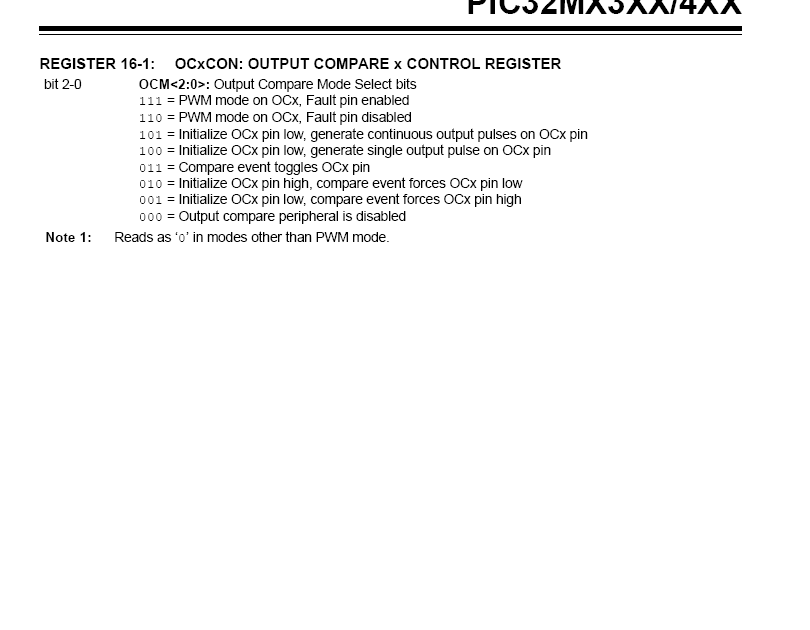 PIC32MX3XX/4XX
REGISTER 16-1: OCxCON: OUTPUT COMPARE x CONTROL REGISTER
bit 2-0 OCM<2:0>: Output Compare Mode Select bits
111 = PWM mode on OCx, Fault pin enabled
110 = PWM mode on OCx, Fault pin disabled
101 = Initialize OCx pin low, generate continuous output pulses on OCx pin
100 = Initialize OCx pin low, generate single output pulse on OCx pin
011 = Compare event toggles OCx pin
010 = Initialize OCx pin high, compare event forces OCx pin low
001 = Initialize OCx pin low, compare event forces OCx pin high
000 = Output compare peripheral is disabled
Note 1: Reads as ‘0’ in modes other than PWM mode.